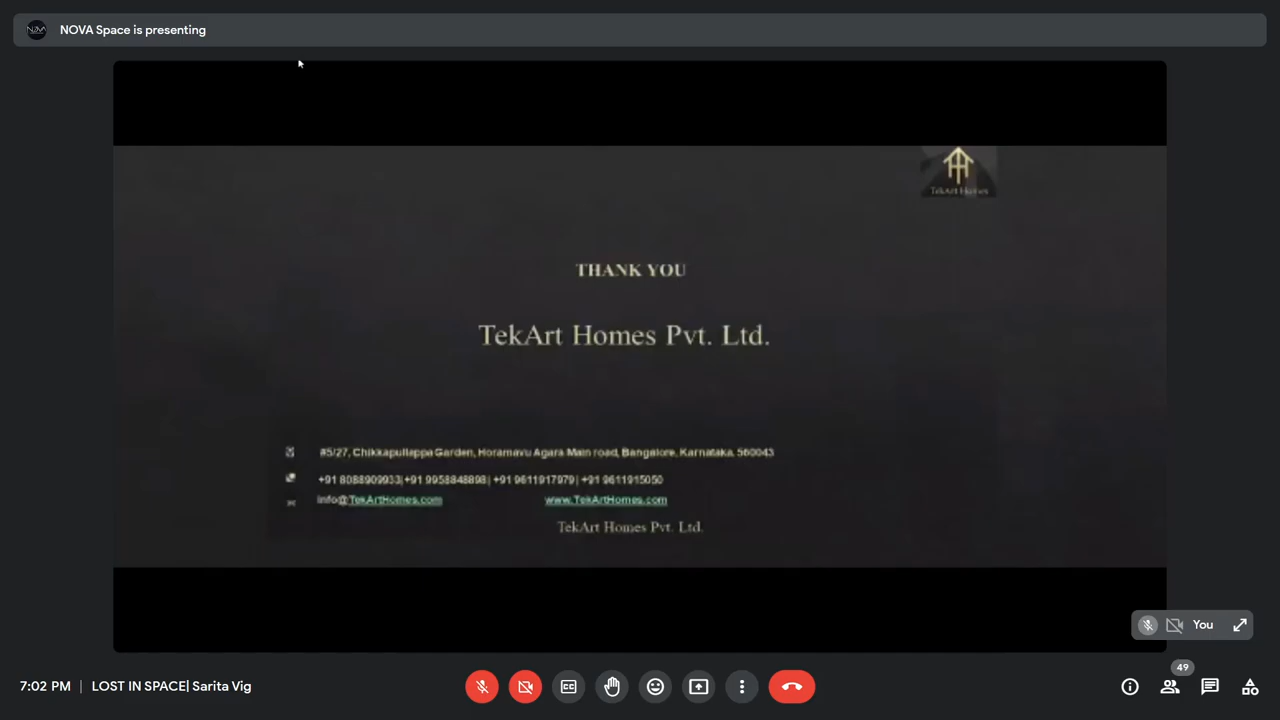 NOVA Space is presenting
TekArt Homes
THANK YOU
TekArt Homes Pvt. Ltd.
#5/27, Chikkapullappa Garden, Horamavu Agara Main road, Bangalore, Karnataka, 560043
+91 8088909933| +91 9958848898| +91 9611917979| +91 9611915050
info@TekArtHomes.com www.TekArtHomes.com
TekArt Homes Pvt. Ltd.
You
49
7:02 PM | LOST IN SPACE| Sarita Vig